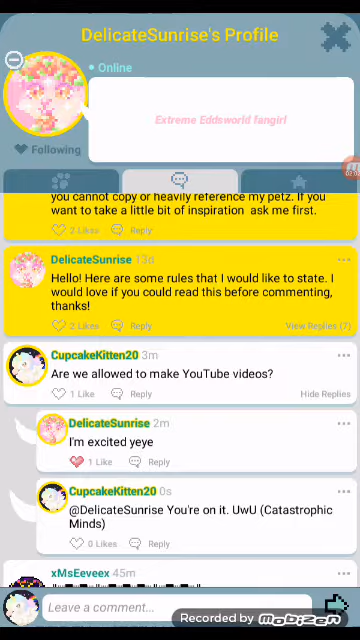 DelicateSunrise's Profile
Online
Extreme Eddsworld fangirl
Following
you cannot copy or heavily reference my petz. If you
want to take a little bit of inspiration ask me first.
2 Likes Reply
DelicateSunrise 13d
Hello! Here are some rules that I would like to state. I
would love if you could read this before commenting,
thanks!
2 Likes Reply View Replies (7)
CupcakeKitten20 3m
Are we allowed to make YouTube videos?
1 Like Reply Hide Replies
DelicateSunrise 2m
I'm excited yeye
1 Like Reply
CupcakeKitten20 0s
@DelicateSunrise You're on it. UwU (Catastrophic
Minds)
0 Likes Reply
xMsEeveex 45m
Leave a comment...
Recorded by Mobizen